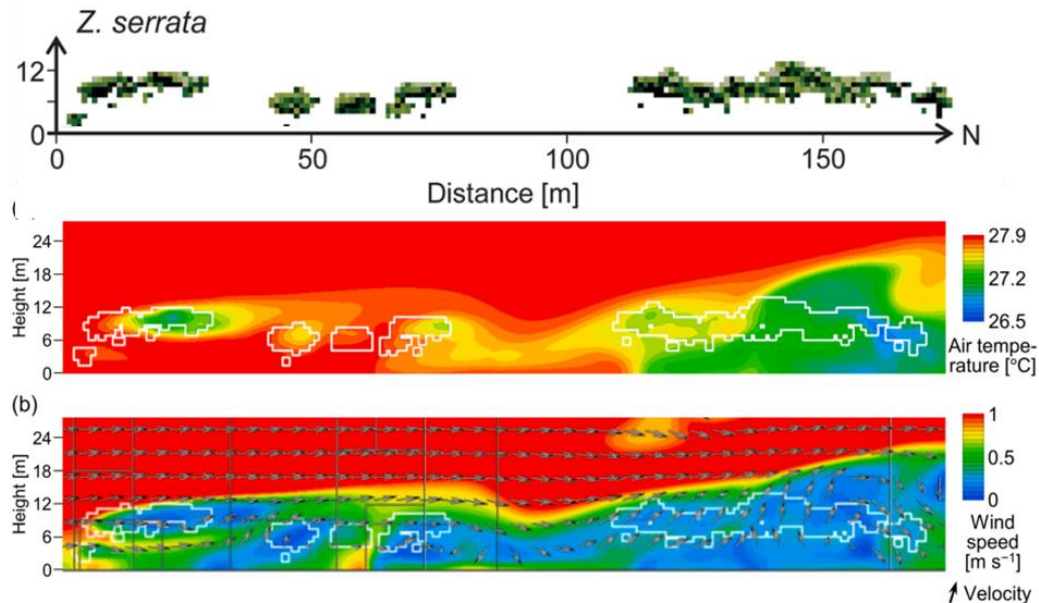 Z. serrata
12
0
0 50 100 150 N
Distance [m]
(
24
18
12
6
0
Height [m]
27.9
27.2
26.5
Air tempe-
rature [°C]
(b)
24
18
12
6
0
Height [m]
1
0.5
0
Wind
speed
[m s⁻¹]
Velocity